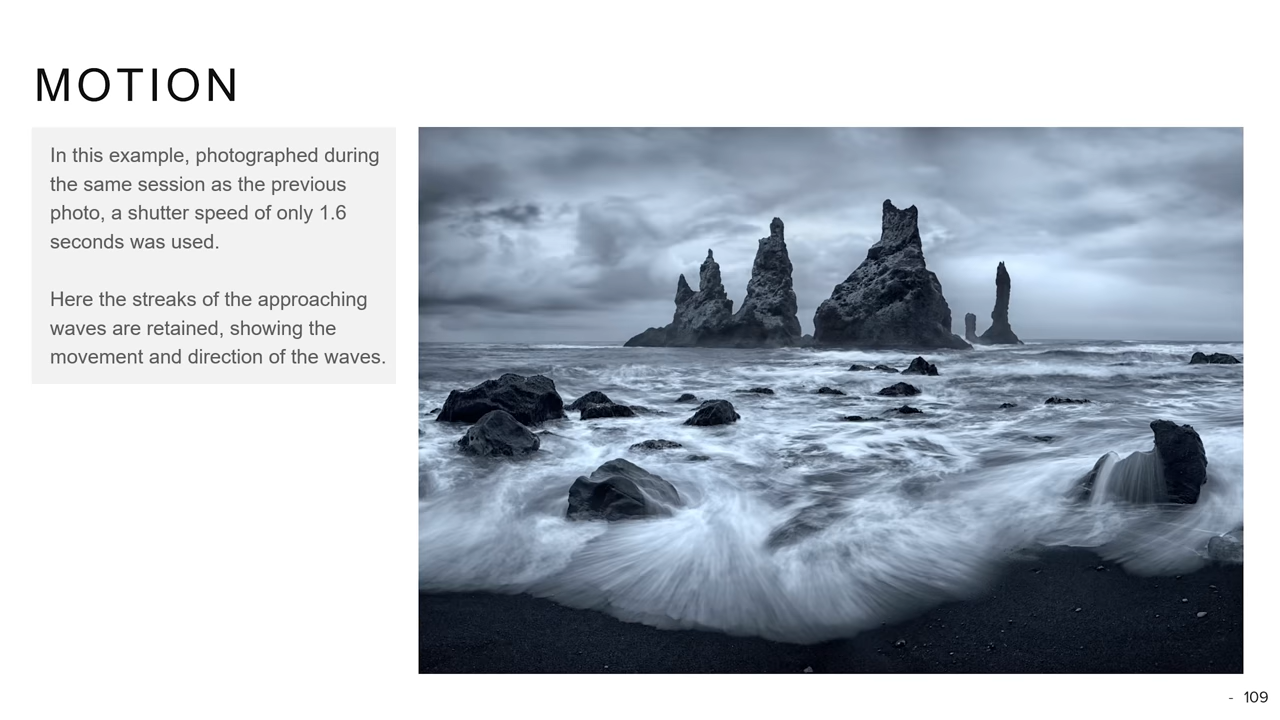 MOTION
In this example, photographed during
the same session as the previous
photo, a shutter speed of only 1.6
seconds was used.
Here the streaks of the approaching
waves are retained, showing the
movement and direction of the waves.
- 109